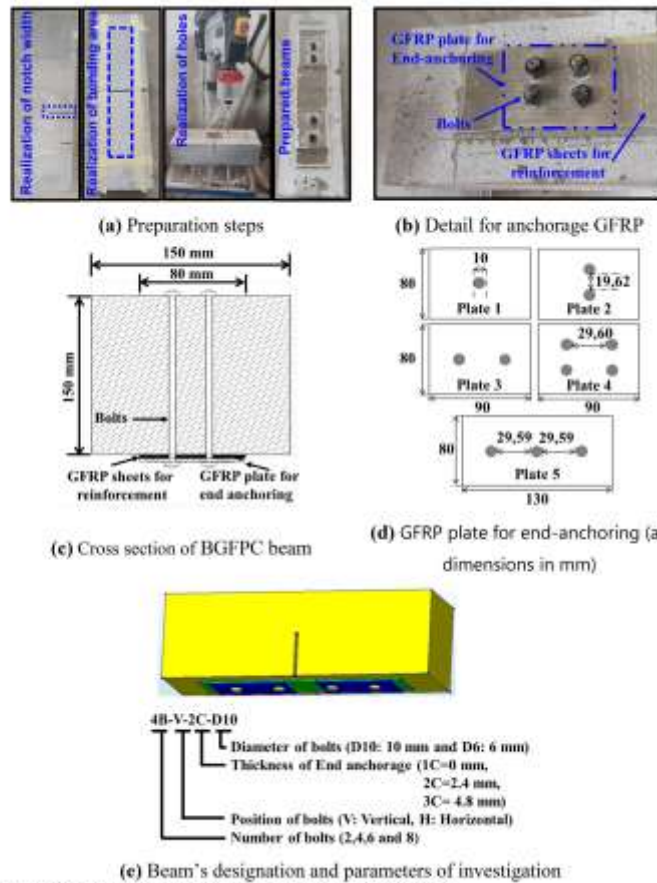 Realization of notch width
Realization of bonding area
Realization of holes
Prepared beams
GFRP plate for
End-anchoring
Bolts
GFRP sheets for
reinforcement
(a) Preparation steps
(b) Detail for anchorage GFRP
150 mm
80 mm
150 mm
Bolts
GFRP sheets for
reinforcement
GFRP plate for
end anchoring
(c) Cross section of BGFPC beam
10
80
Plate 1
19,62
Plate 2
80
Plate 3
90
29,60
Plate 4
90
80
29,59
29,59
Plate 5
130
(d) GFRP plate for end-anchoring (a
dimensions in mm)
4B-V-2C-D10
Diameter of bolts (D10: 10 mm and D6: 6 mm)
Thickness of End anchorage (1C=0 mm,
2C=2.4 mm,
3C= 4.8 mm)
Position of bolts (V: Vertical, H: Horizontal)
Number of bolts (2,4,6 and 8)
(e) Beam's designation and parameters of investigation